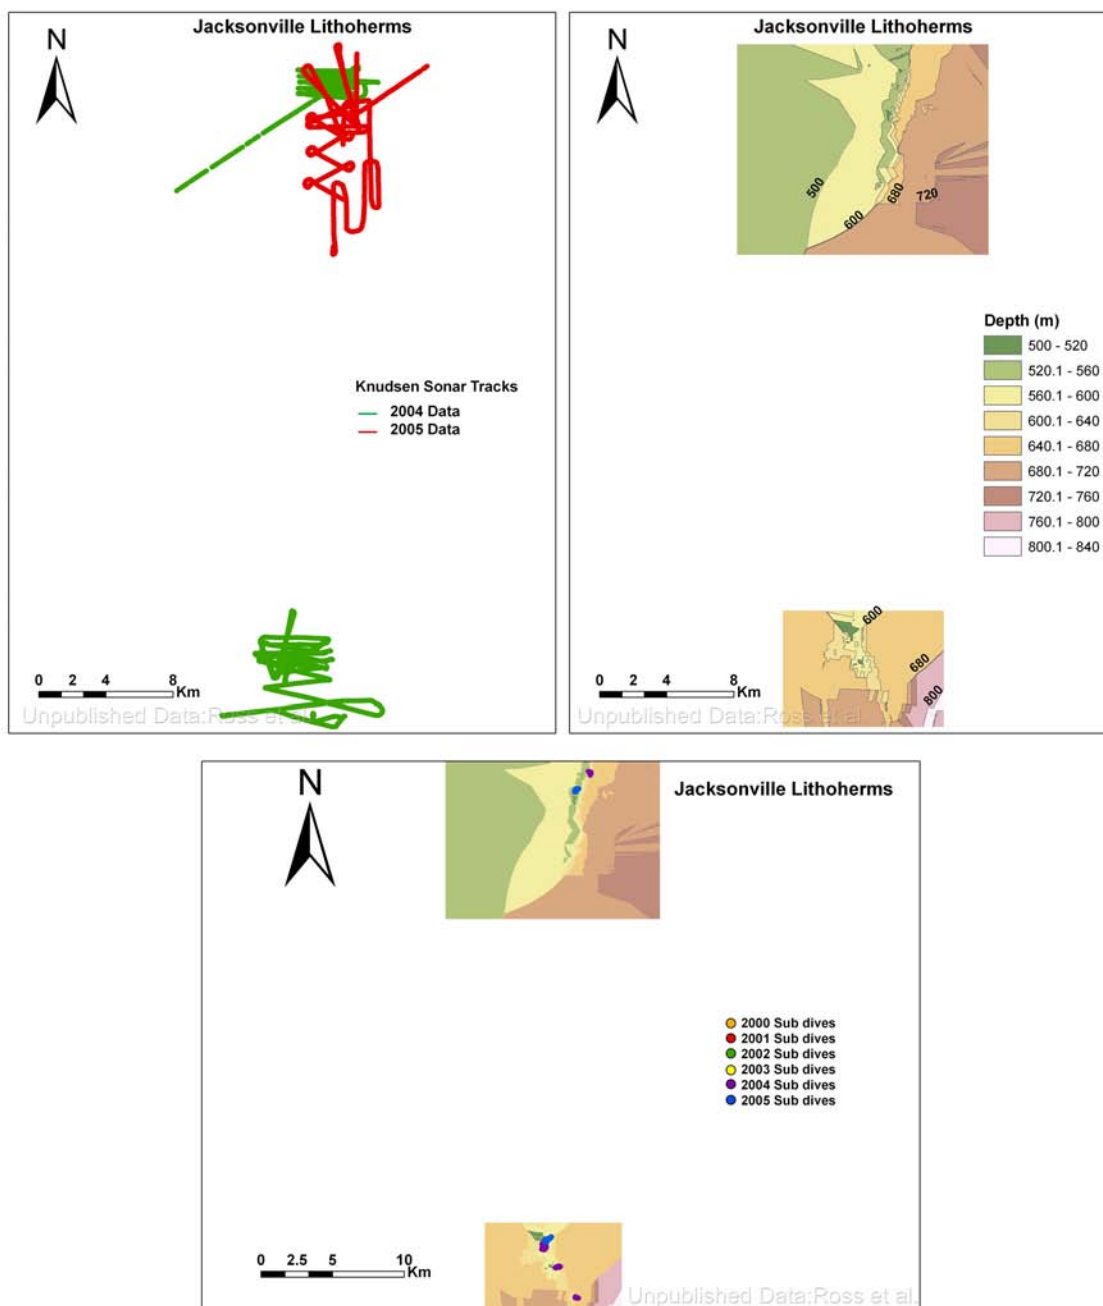 Jacksonville Lithoherms
N
Knudsen Sonar Tracks
2004 Data
2005 Data
0 2 4 8
Km
Unpublished Data:Ross et al
Jacksonville Lithoherms
N
500
600
680
720
Depth (m)
500 - 520
520.1 - 560
560.1 - 600
600.1 - 640
640.1 - 680
680.1 - 720
720.1 - 760
760.1 - 800
800.1 - 840
600
680
800
0 2 4 8
Km
Unpublished Data:Ross et al
N
Jacksonville Lithoherms
2000 Sub dives
2001 Sub dives
2002 Sub dives
2003 Sub dives
2004 Sub dives
2005 Sub dives
0 2.5 5 10
Km
Unpublished Data:Ross et al.